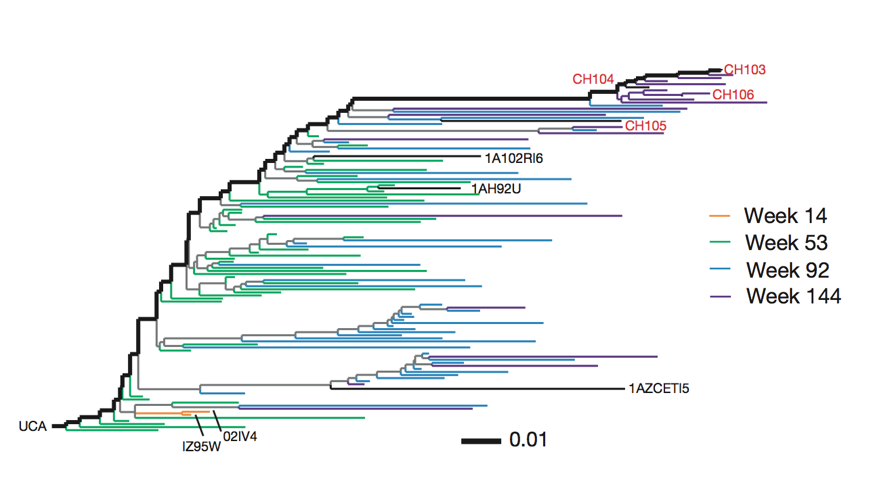 CH103
CH104
CH106
CH105
1A102RI6
1AH92U
Week 14
Week 53
Week 92
Week 144
1AZCETI5
UCA
02IV4
IZ95W
0.01